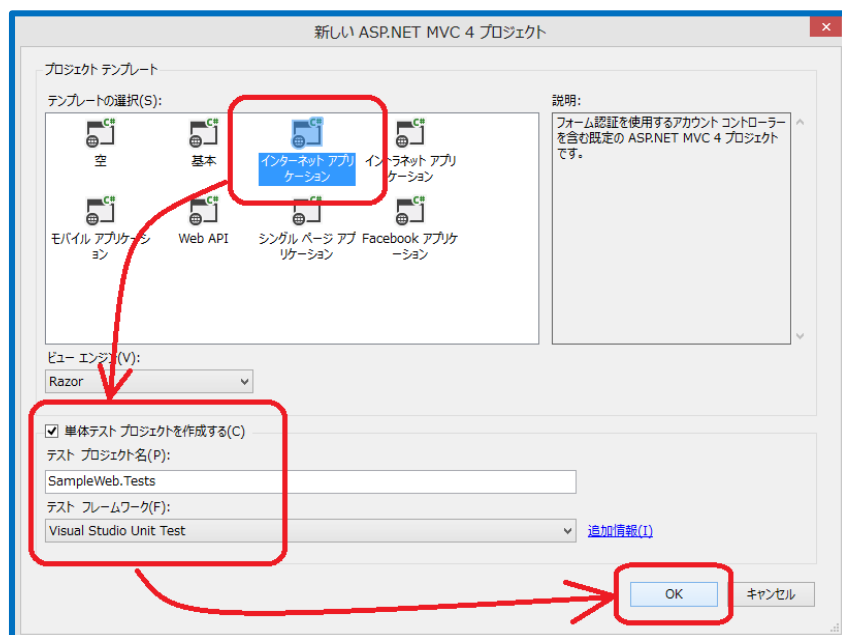 新しい ASP.NET MVC 4 プロジェクト
プロジェクト テンプレート
テンプレートの選択(S):
説明:
空
基本
インターネット アプリ
ケーション
イントラネット アプリ
ケーション
モバイル アプリケーシ
ョン
Web API
シングル ページ アプ
リケーション
Facebook アプリケ
ーション
フォーム認証を使用するアカウント コントローラー
を含む既定の ASP.NET MVC 4 プロジェクト
です。
ビュー エンジン(V):
Razor
単体テスト プロジェクトを作成する(C)
テスト プロジェクト名(P):
SampleWeb.Tests
テスト フレームワーク(F):
Visual Studio Unit Test
追加情報(I)
OK
キャンセル